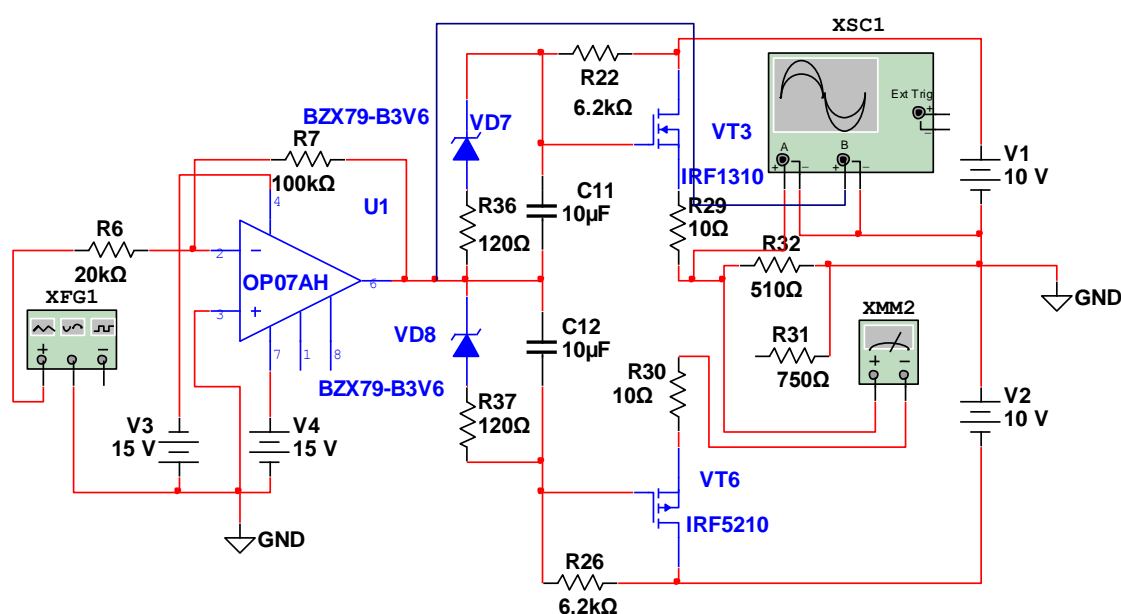 XSC1
R22
6.2kΩ
Ext Trig
+
–
BZX79-B3V6
VD7
VT3
A
B
+
–
+
–
V1
10 V
R7
100kΩ
IRF1310
4
U1
C11
10µF
R36
120Ω
R29
10Ω
R6
20kΩ
2
–
OP07AH
6
3
+
R32
510Ω
XFG1
+
–
GND
XMM2
+
–
VD8
C12
10µF
R31
750Ω
7
1
8
BZX79-B3V6
R30
10Ω
R37
120Ω
V2
10 V
V3
15 V
V4
15 V
VT6
IRF5210
GND
R26
6.2kΩ